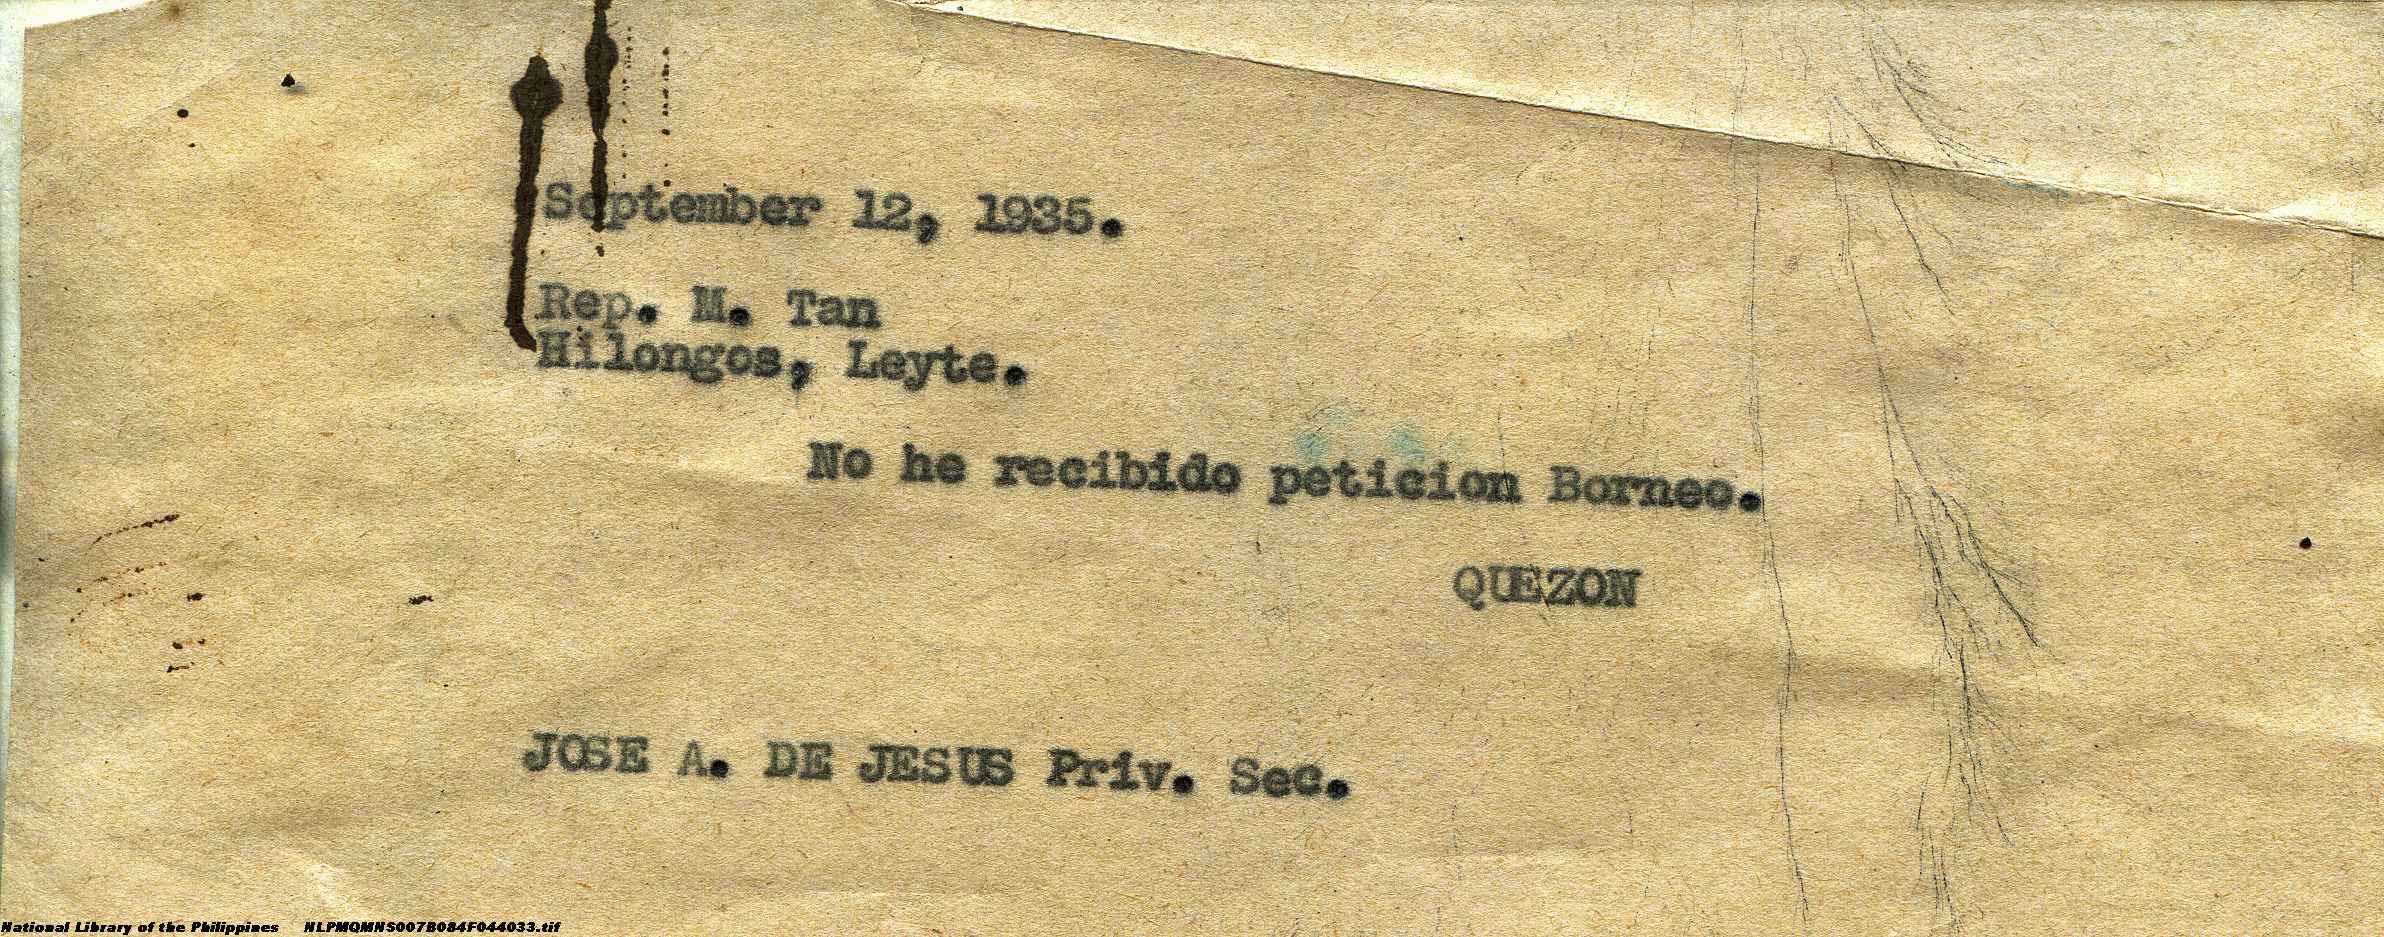 September 12, 1935.
Rep. M. Tan
Hilongos, Leyte.
No he recibido peticion Borneo.
QUEZON
JOSE A. DE JESUS Priv. Sec.
National Library of the Philippines NLPMQMNS007B084F044033.tif